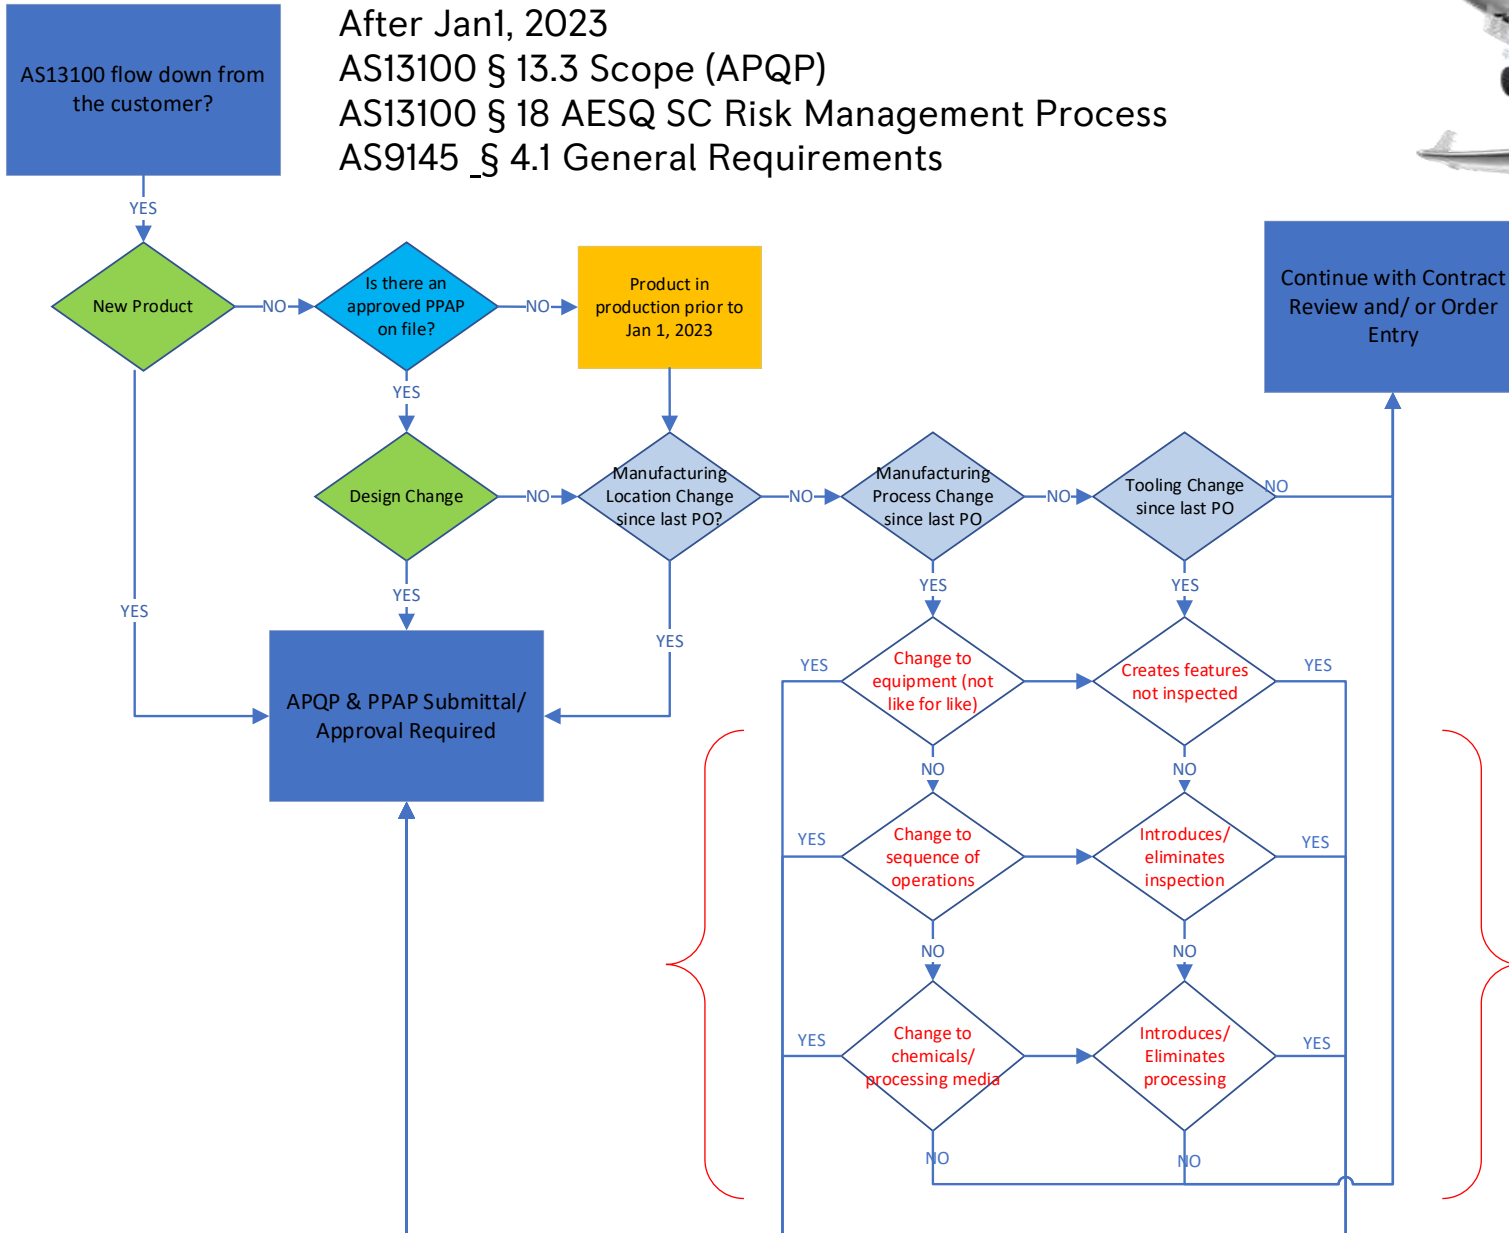 After Jan1, 2023
AS13100 § 13.3 Scope (APQP)
AS13100 § 18 AESQ SC Risk Management Process
AS9145 _§ 4.1 General Requirements
AS13100 flow down from
the customer?
YES
New Product
NO
Is there an
approved PPAP
on file?
NO
Product in
production prior to
Jan 1, 2023
Continue with Contract
Review and/ or Order
Entry
YES
Design Change
NO
Manufacturing
Location Change
since last PO?
NO
Manufacturing
Process Change
since last PO
NO
Tooling Change
since last PO
NO
YES
YES
YES
YES
YES
APQP & PPAP Submittal/
Approval Required
YES
Change to
equipment (not
like for like)
Creates features
not inspected
YES
NO
NO
YES
Change to
sequence of
operations
Introduces/
eliminates
inspection
YES
NO
NO
YES
Change to
chemicals/
processing media
Introduces/
Eliminates
processing
YES
NO
NO